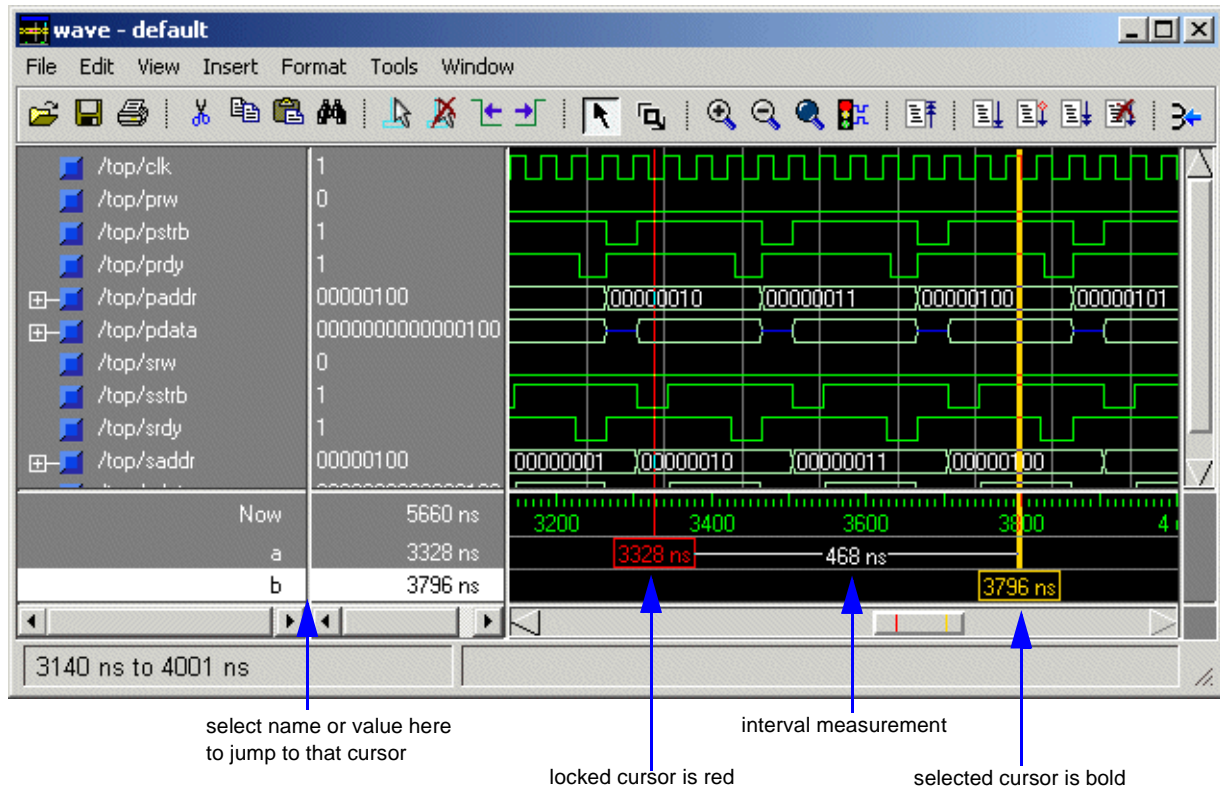 wave - default
File Edit View Insert Format Tools Window
/top/clk 1
/top/prw 0
/top/pstrb 1
/top/prdy 1
/top/paddr 00000100 00000010 00000011 00000100 00000101
/top/pdata 0000000000000100
/top/srw 0
/top/sstrb 1
/top/srdy 1
/top/saddr 00000100 00000001 00000010 00000011 00000100
Now 5660 ns 3200 3400 3600 3800 4
a 3328 ns 3328 ns 468 ns
b 3796 ns 3796 ns
3140 ns to 4001 ns
select name or value here
to jump to that cursor
interval measurement
locked cursor is red
selected cursor is bold